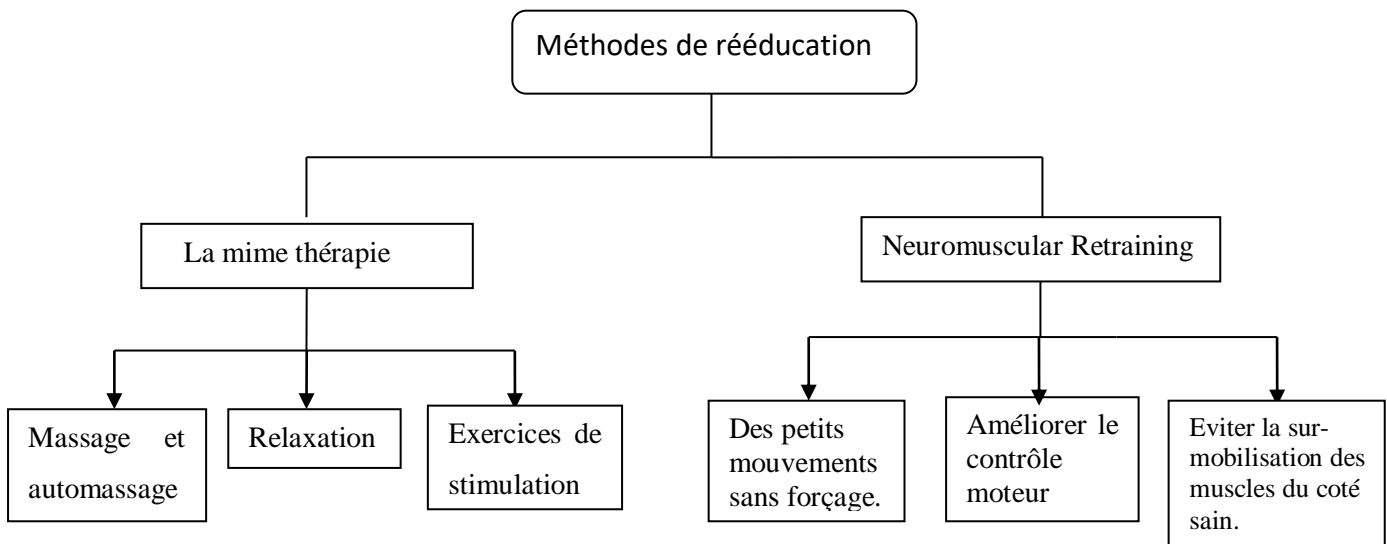 Méthodes de rééducation
La mime thérapie
Neuromuscular Retraining
Massage et
automassage
Relaxation
Exercices de
stimulation
Des petits
mouvements
sans forçage.
Améliorer le
contrôle
moteur
Eviter la sur-
mobilisation des
muscles du coté
sain.